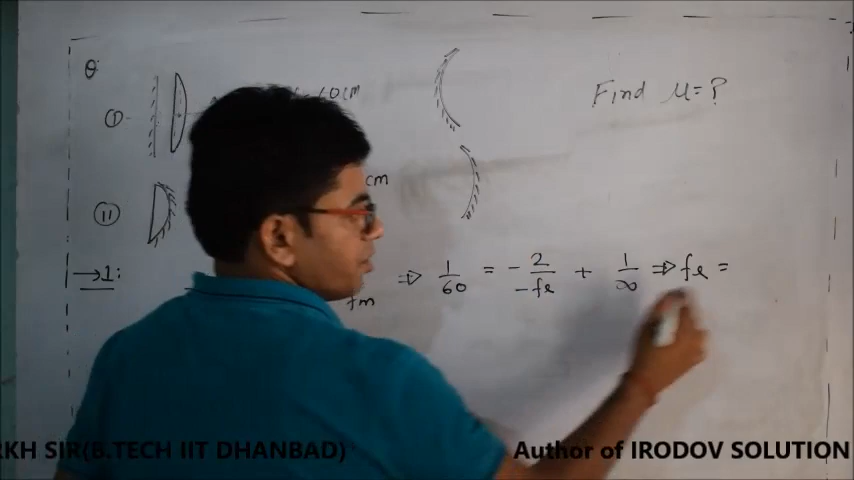 Q.
Find μ = ?
I
60cm
II
cm
→ 1:
⇒ 1/60 = - 2/-fe + 1/∞ ⇒ fe =
fm
RKH SIR(B.TECH IIT DHANBAD)
Author of IRODOV SOLUTION